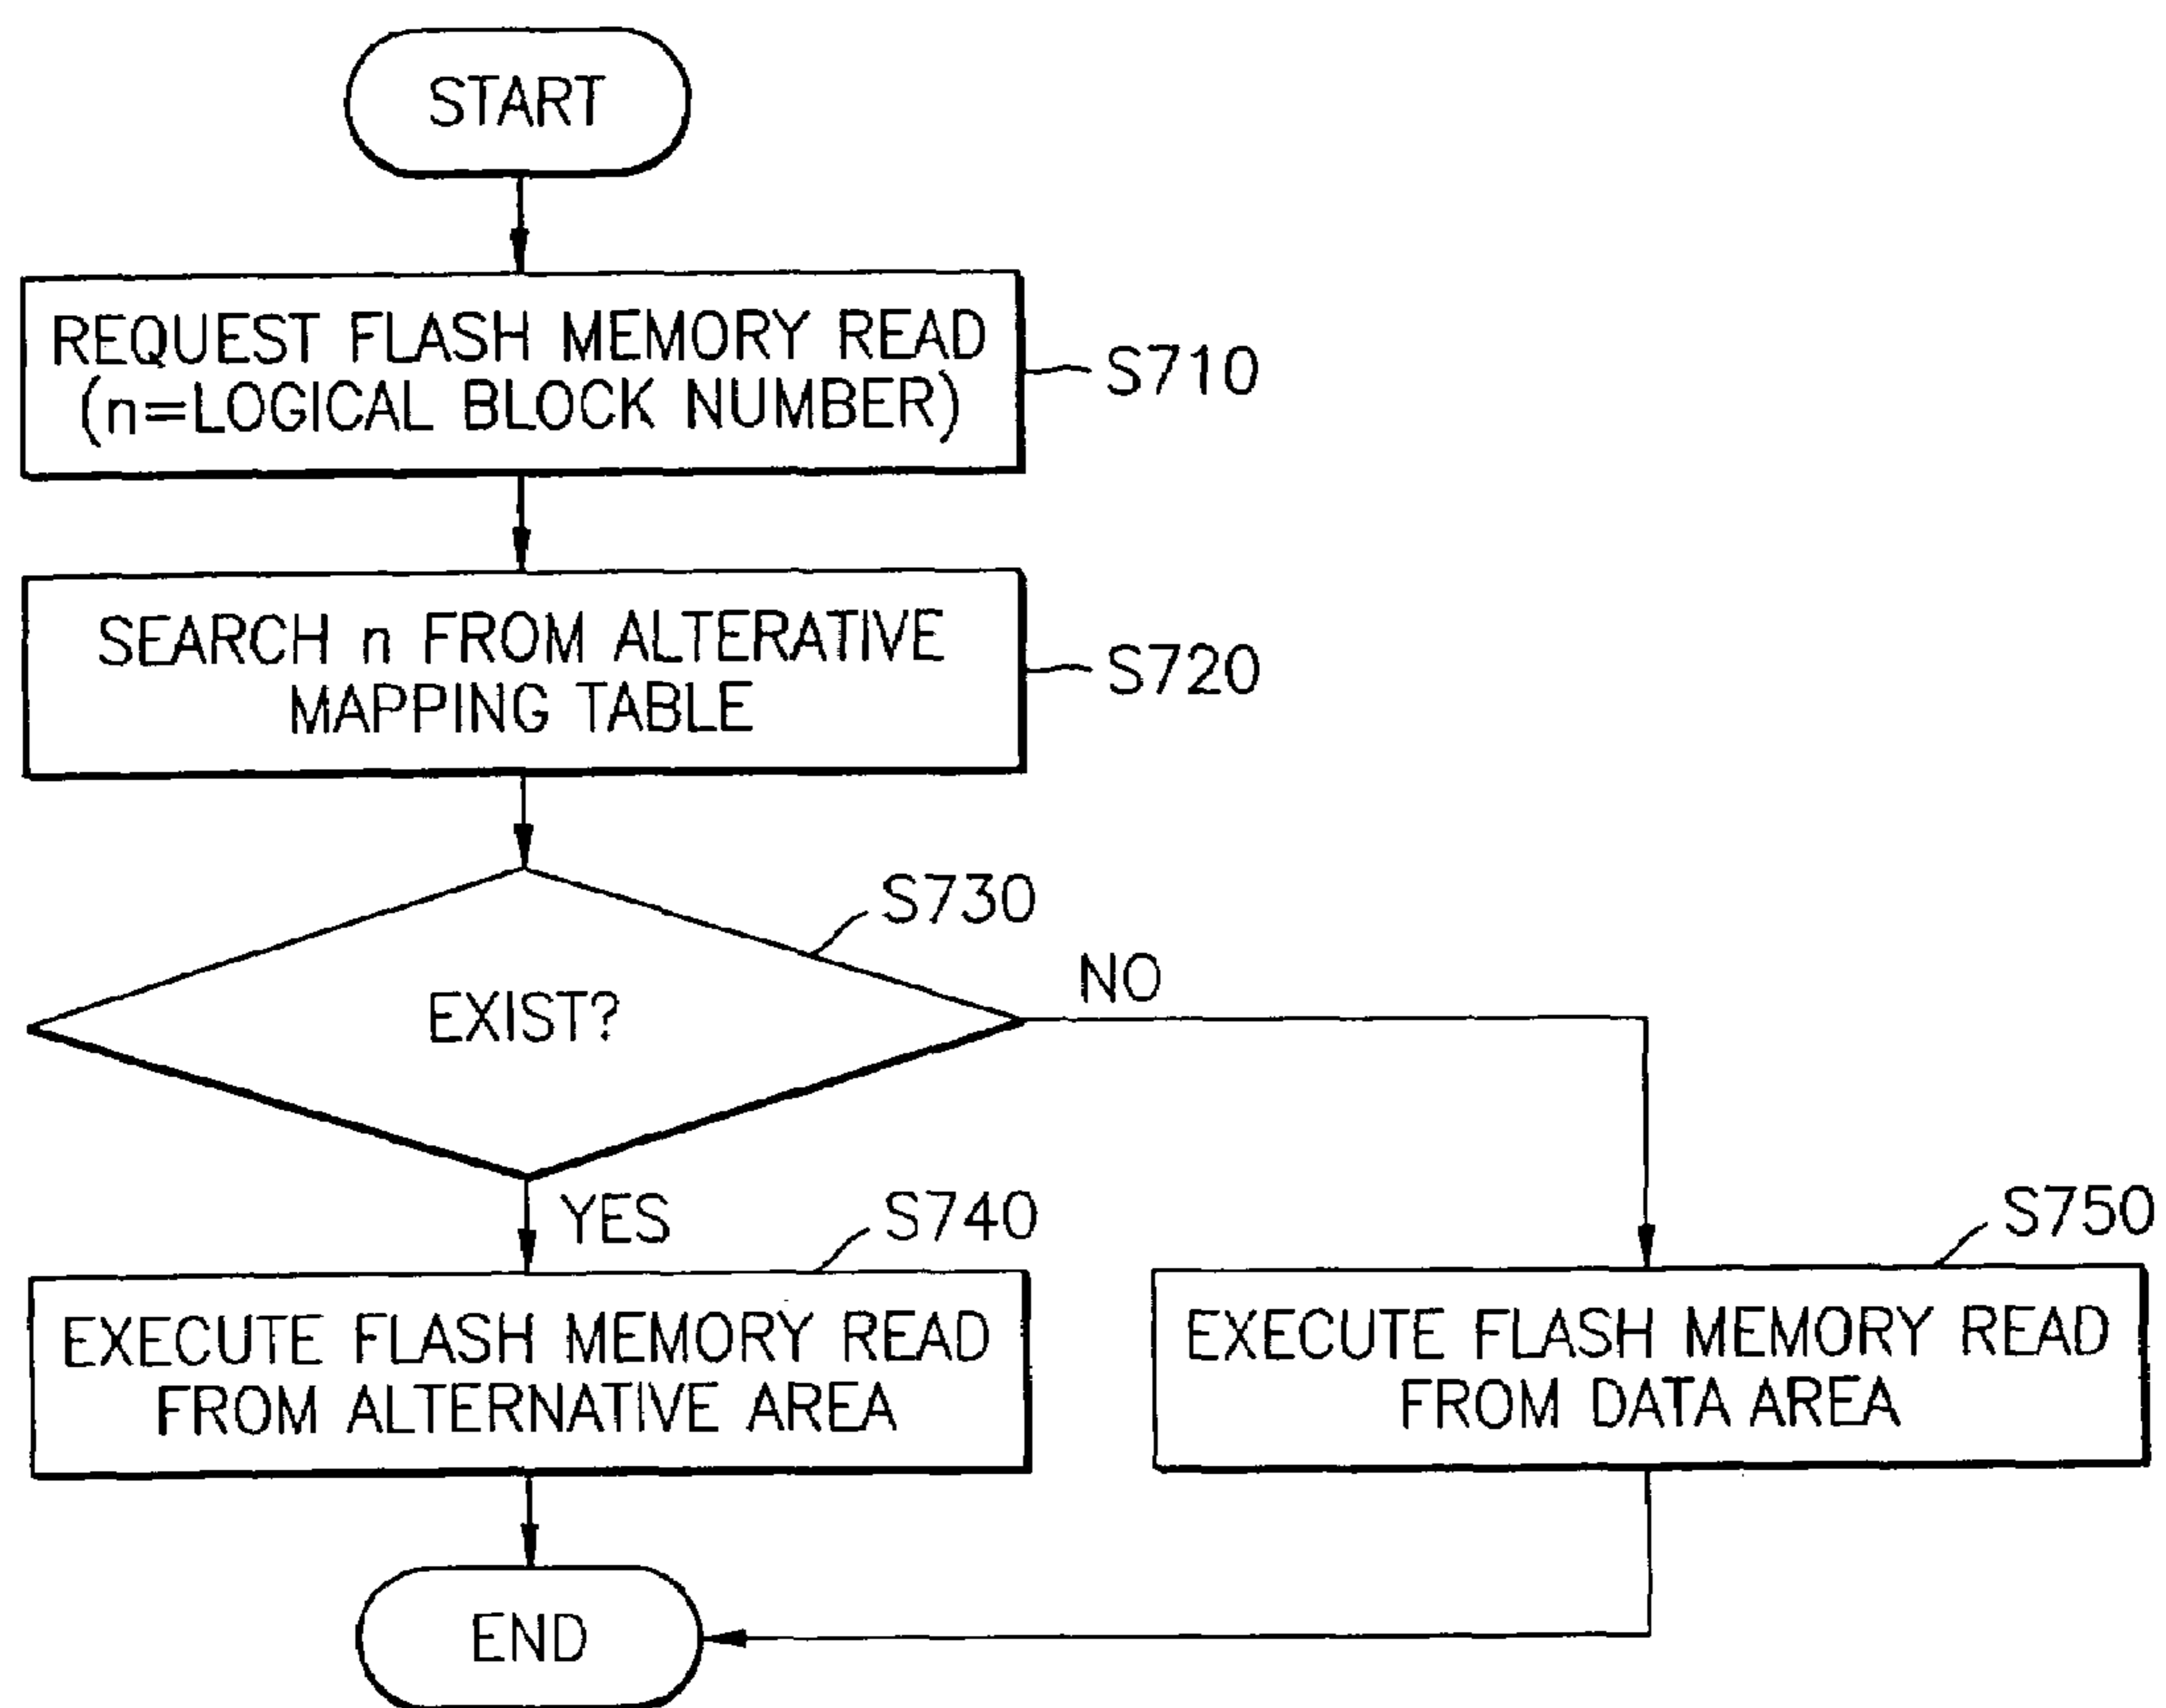 START
REQUEST FLASH MEMORY READ
(n=LOGICAL BLOCK NUMBER)
S710
SEARCH n FROM ALTERATIVE
MAPPING TABLE
S720
S730
EXIST?
NO
YES
S740
S750
EXECUTE FLASH MEMORY READ
FROM ALTERNATIVE AREA
EXECUTE FLASH MEMORY READ
FROM DATA AREA
END